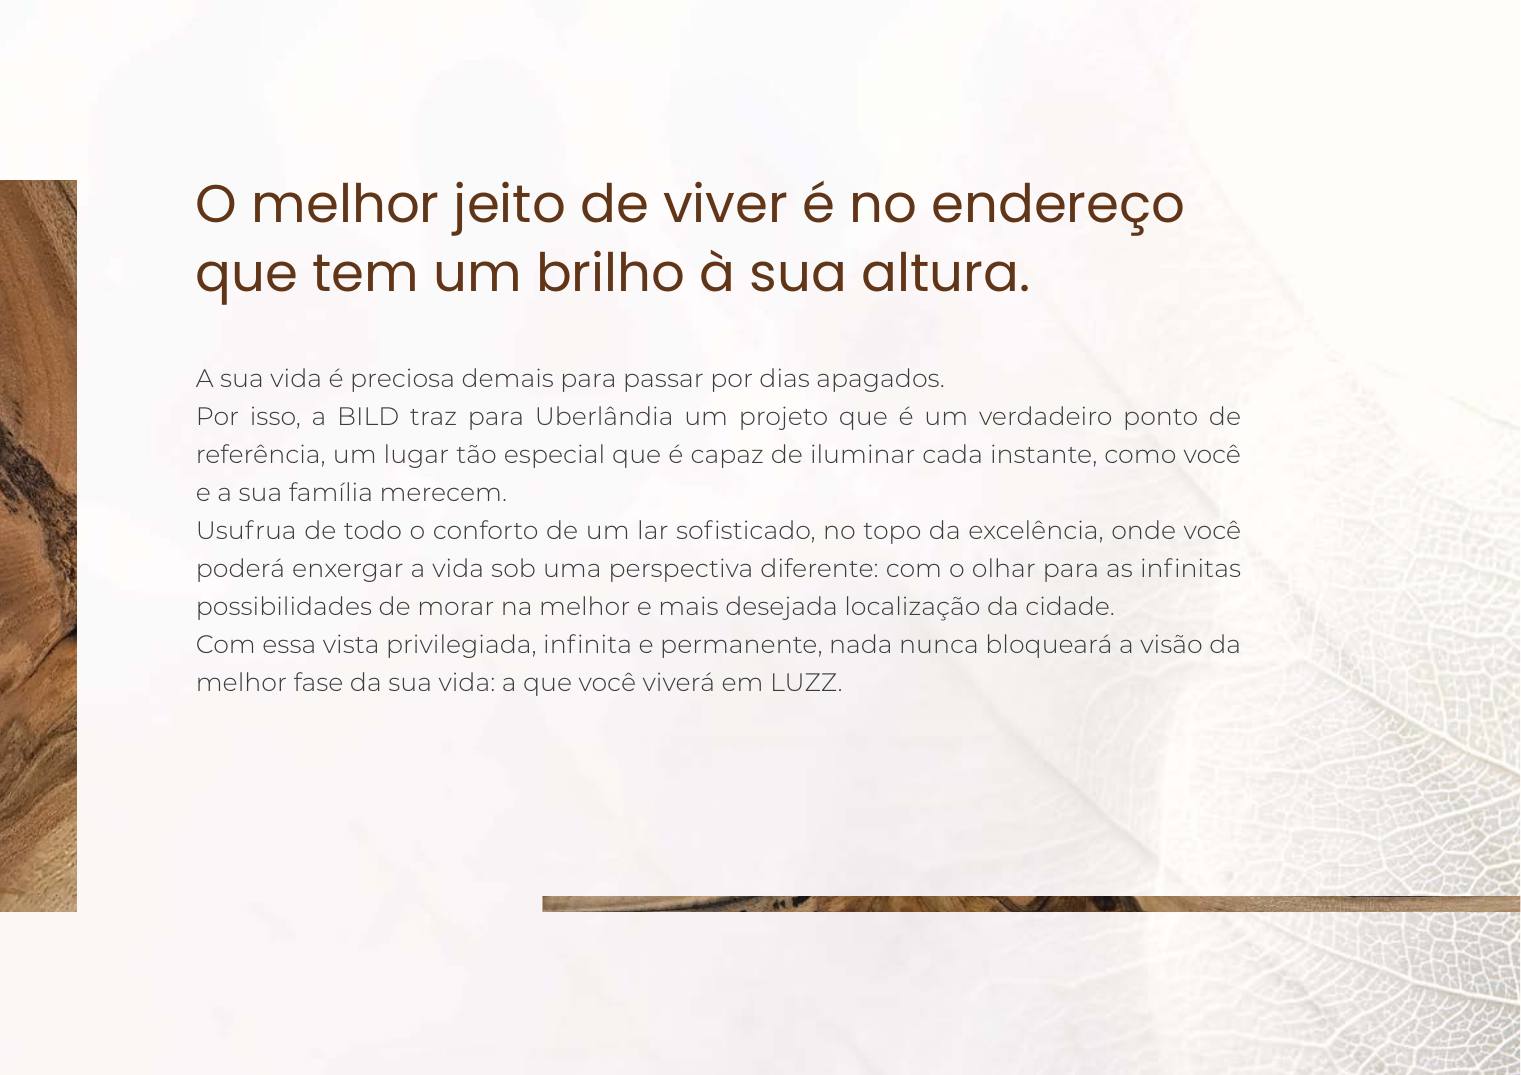 O melhor jeito de viver é no endereço
que tem um brilho à sua altura.
A sua vida é preciosa demais para passar por dias apagados.
Por isso, a BILD traz para Uberlândia um projeto que é um verdadeiro ponto de
referência, um lugar tão especial que é capaz de iluminar cada instante, como você
e a sua família merecem.
Usufrua de todo o conforto de um lar sofisticado, no topo da excelência, onde você
poderá enxergar a vida sob uma perspectiva diferente: com o olhar para as infinitas
possibilidades de morar na melhor e mais desejada localização da cidade.
Com essa vista privilegiada, infinita e permanente, nada nunca bloqueará a visão da
melhor fase da sua vida: a que você viverá em LUZZ.